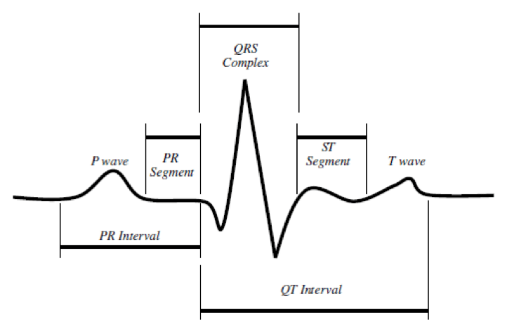 QRS
Complex
P wave
PR
Segment
ST
Segment
T wave
PR Interval
QT Interval